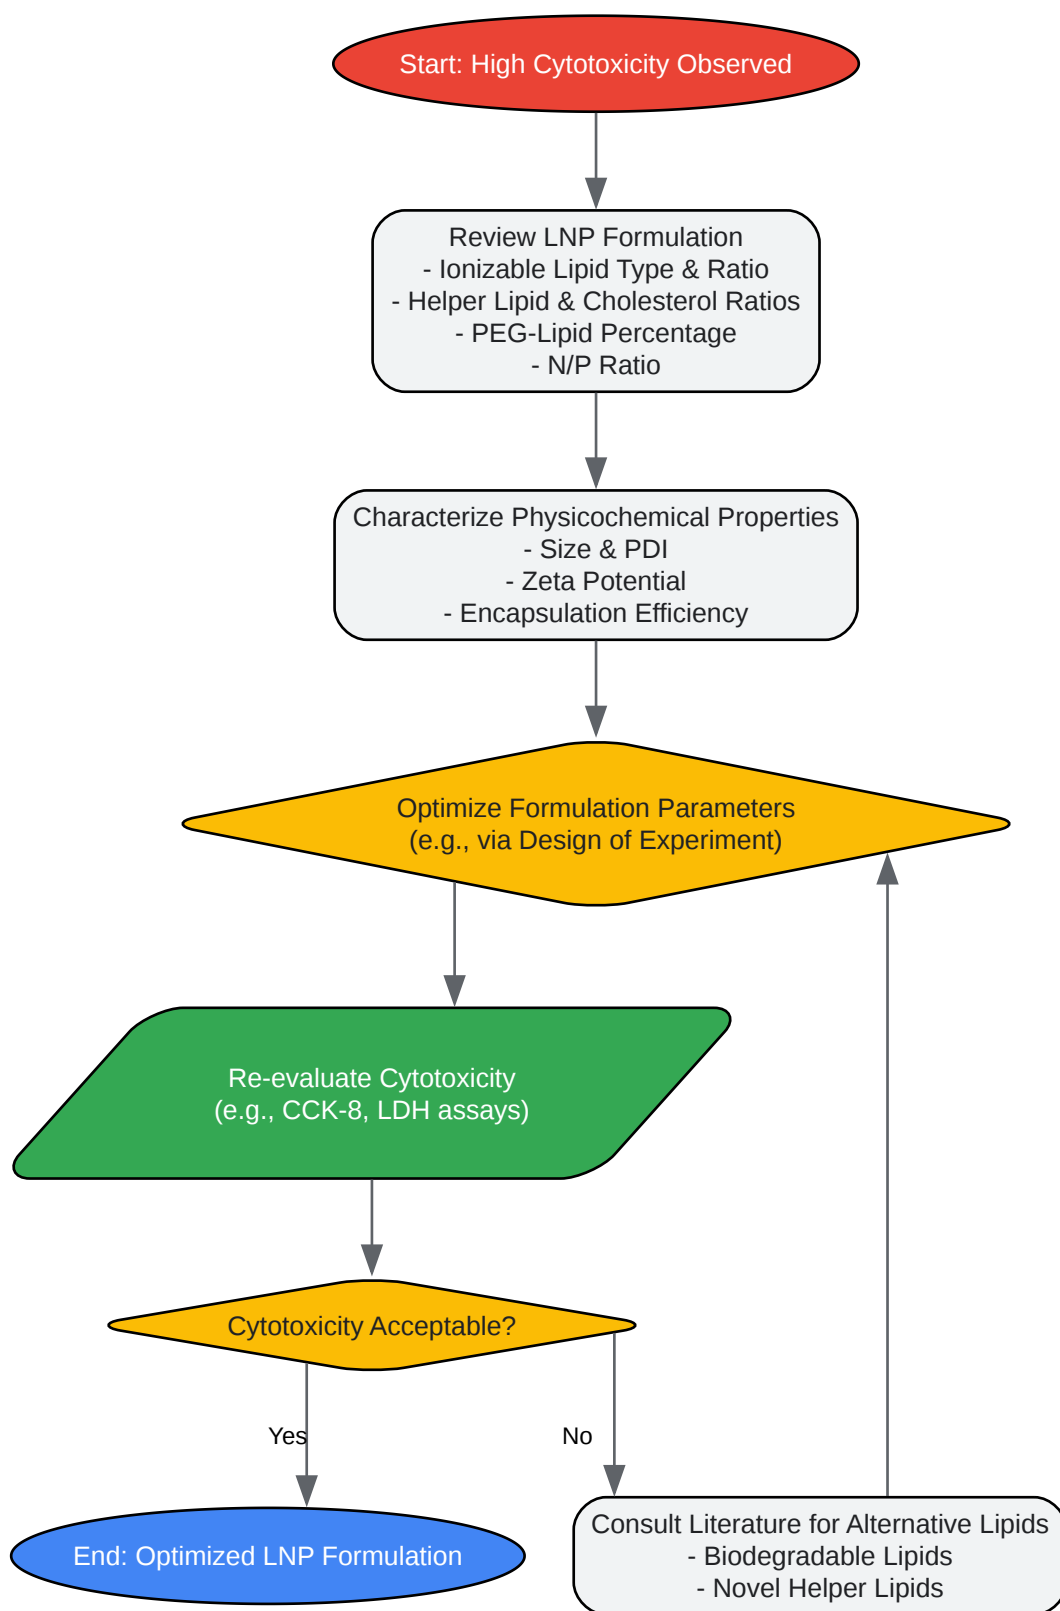 Start: High Cytotoxicity Observed
Review LNP Formulation
- Ionizable Lipid Type & Ratio
- Helper Lipid & Cholesterol Ratios
- PEG-Lipid Percentage
- N/P Ratio
Characterize Physicochemical Properties
- Size & PDI
- Zeta Potential
- Encapsulation Efficiency
Optimize Formulation Parameters
(e.g., via Design of Experiment)
Re-evaluate Cytotoxicity
(e.g., CCK-8, LDH assays)
Cytotoxicity Acceptable?
Yes
No
End: Optimized LNP Formulation
Consult Literature for Alternative Lipids
- Biodegradable Lipids
- Novel Helper Lipids